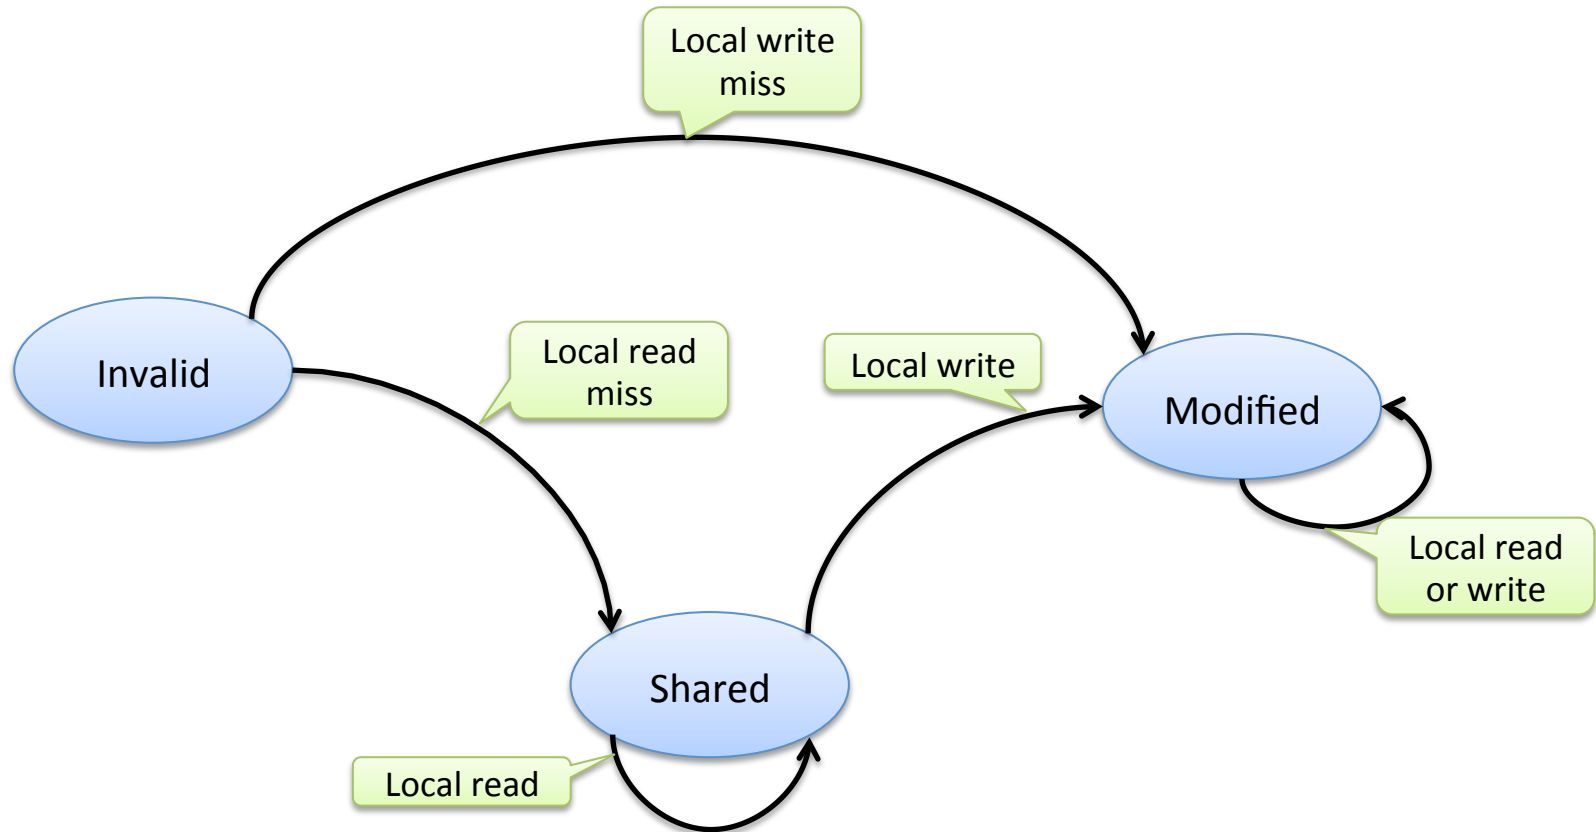 Local write
miss
Invalid
Local read
miss
Local write
Modified
Local read
or write
Shared
Local read